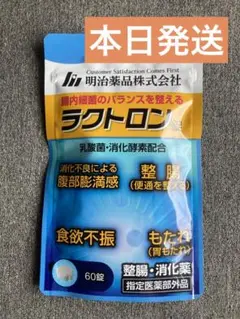 本日発送
Customer Satisfaction Comes First
明治薬品株式会社
腸内細菌のバランスを整える
ラクトロン錠
乳酸菌・消化酵素配合
消化不良による
腹部膨満感
整腸
(便通を整える)
食欲不振
もたれ
(胃もたれ)
60錠
整腸・消化薬
指定医薬部外品